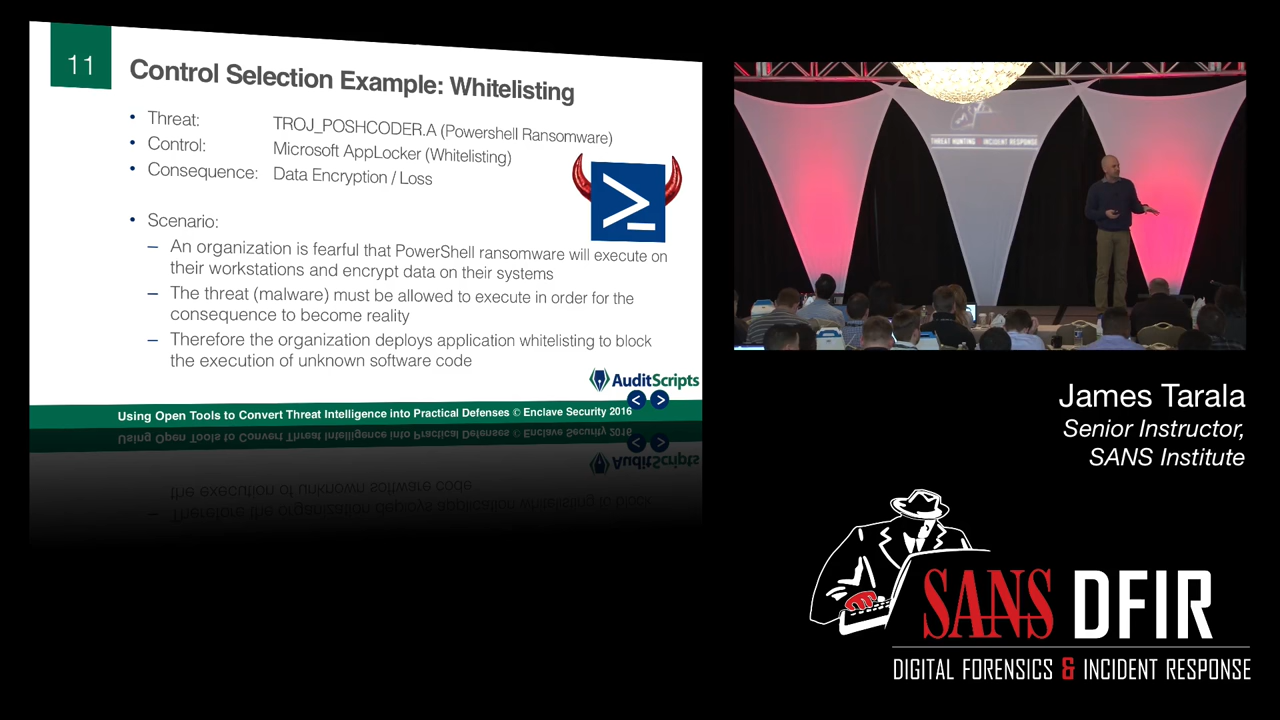 11
Control Selection Example: Whitelisting
• Threat: TROJ_POSHCODER.A (Powershell Ransomware)
• Control: Microsoft AppLocker (Whitelisting)
• Consequence: Data Encryption / Loss
• Scenario:
– An organization is fearful that PowerShell ransomware will execute on
their workstations and encrypt data on their systems
– The threat (malware) must be allowed to execute in order for the
consequence to become reality
– Therefore the organization deploys application whitelisting to block
the execution of unknown software code
AuditScripts
Using Open Tools to Convert Threat Intelligence into Practical Defenses © Enclave Security 2016
THREAT HUNTING & INCIDENT RESPONSE
James Tarala
Senior Instructor,
SANS Institute
SANS DFIR
DIGITAL FORENSICS & INCIDENT RESPONSE